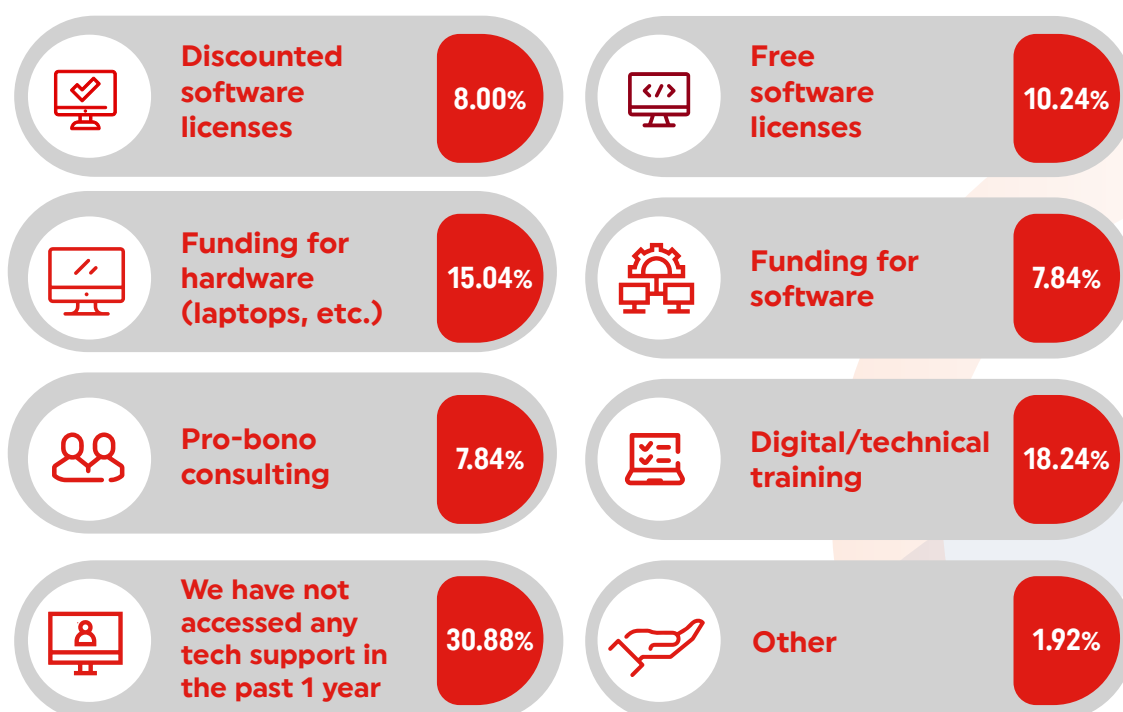 Discounted
software
licenses
8.00%
Free
software
licenses
10.24%
Funding for
hardware
(laptops, etc.)
15.04%
Funding for
software
7.84%
Pro-bono
consulting
7.84%
Digital/technical
training
18.24%
We have not
accessed any
tech support in
the past 1 year
30.88%
Other
1.92%